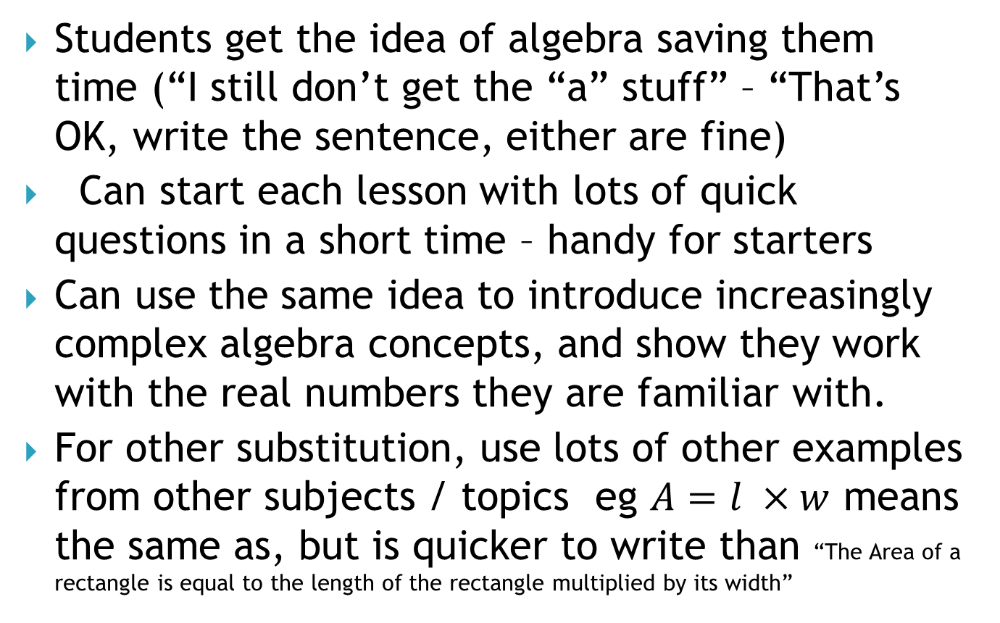 Students get the idea of algebra saving them
time (“I still don’t get the “a” stuff” – “That’s
OK, write the sentence, either are fine)
Can start each lesson with lots of quick
questions in a short time – handy for starters
Can use the same idea to introduce increasingly
complex algebra concepts, and show they work
with the real numbers they are familiar with.
For other substitution, use lots of other examples
from other subjects / topics  eg A = l × w means
the same as, but is quicker to write than “The Area of a
rectangle is equal to the length of the rectangle multiplied by its width”